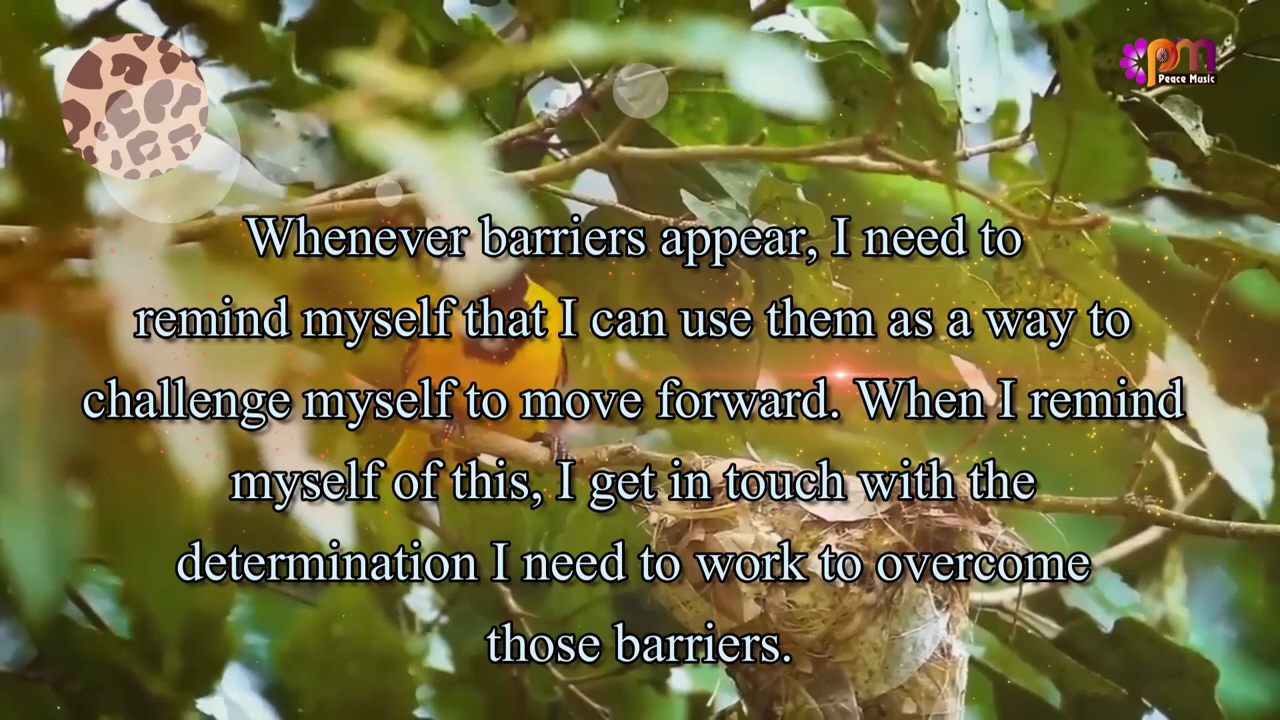 pm
Peace Music
Whenever barriers appear, I need to
remind myself that I can use them as a way to
challenge myself to move forward. When I remind
myself of this, I get in touch with the
determination I need to work to overcome
those barriers.